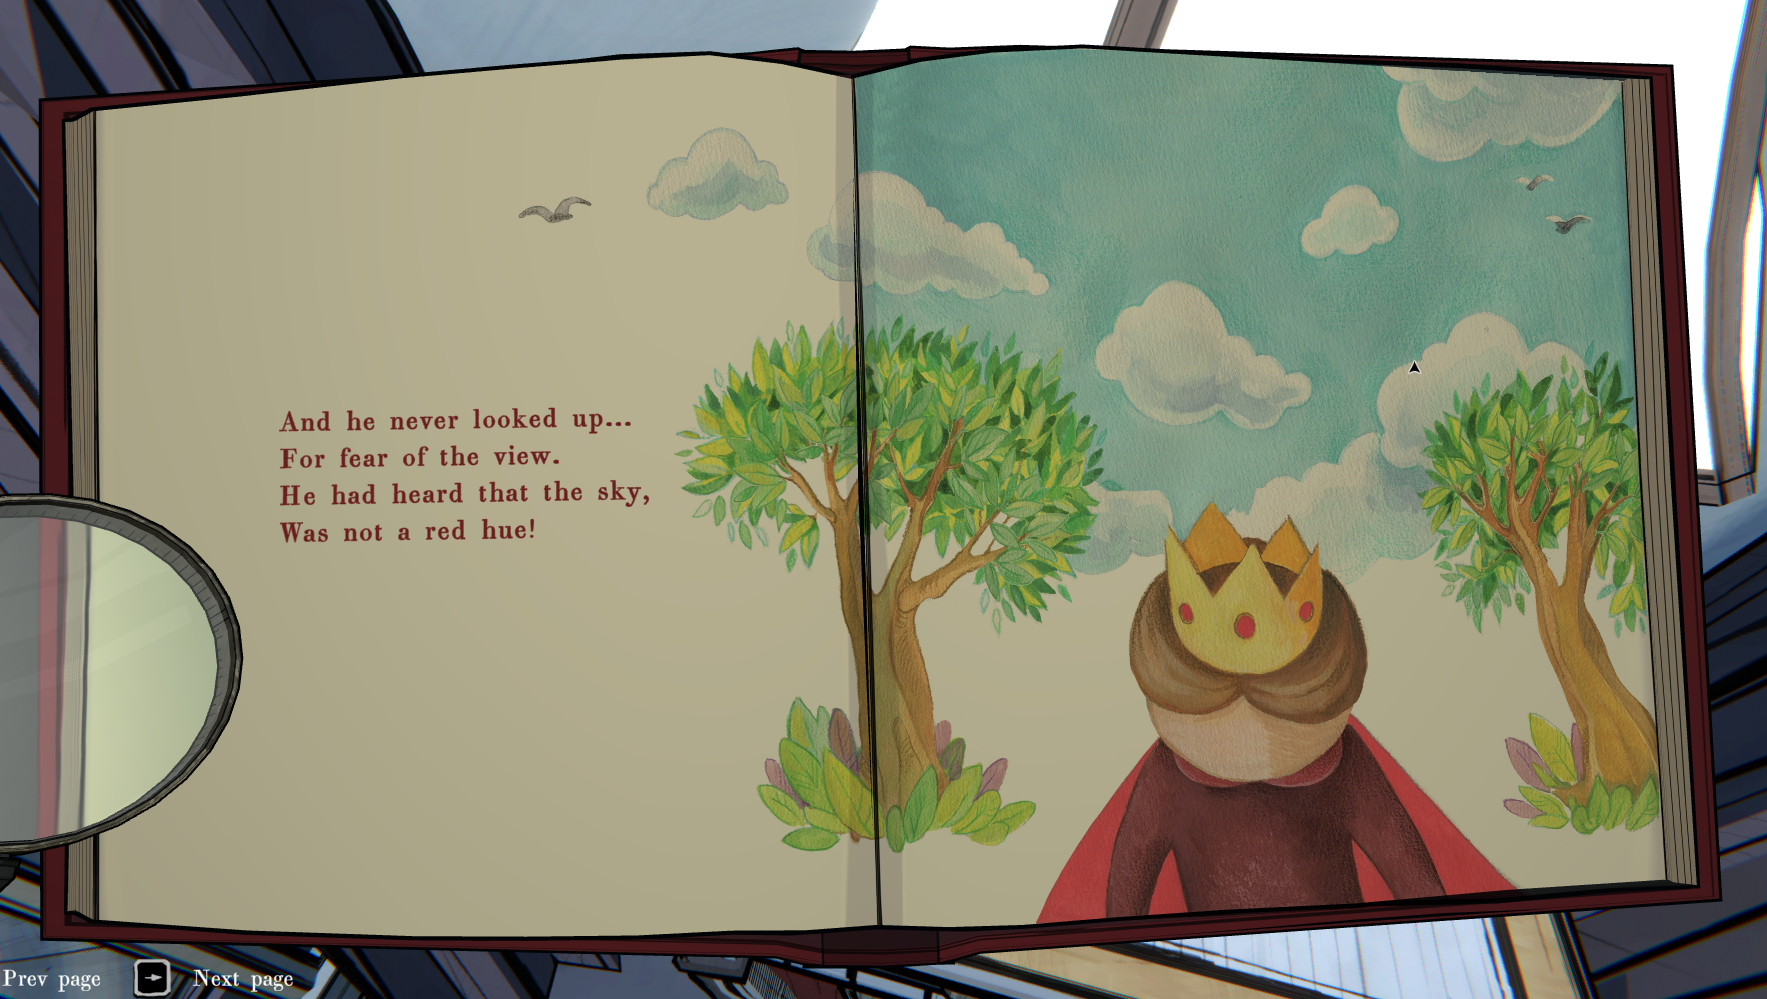 And he never looked up...
For fear of the view.
He had heard that the sky,
Was not a red hue!
Prev page
Next page